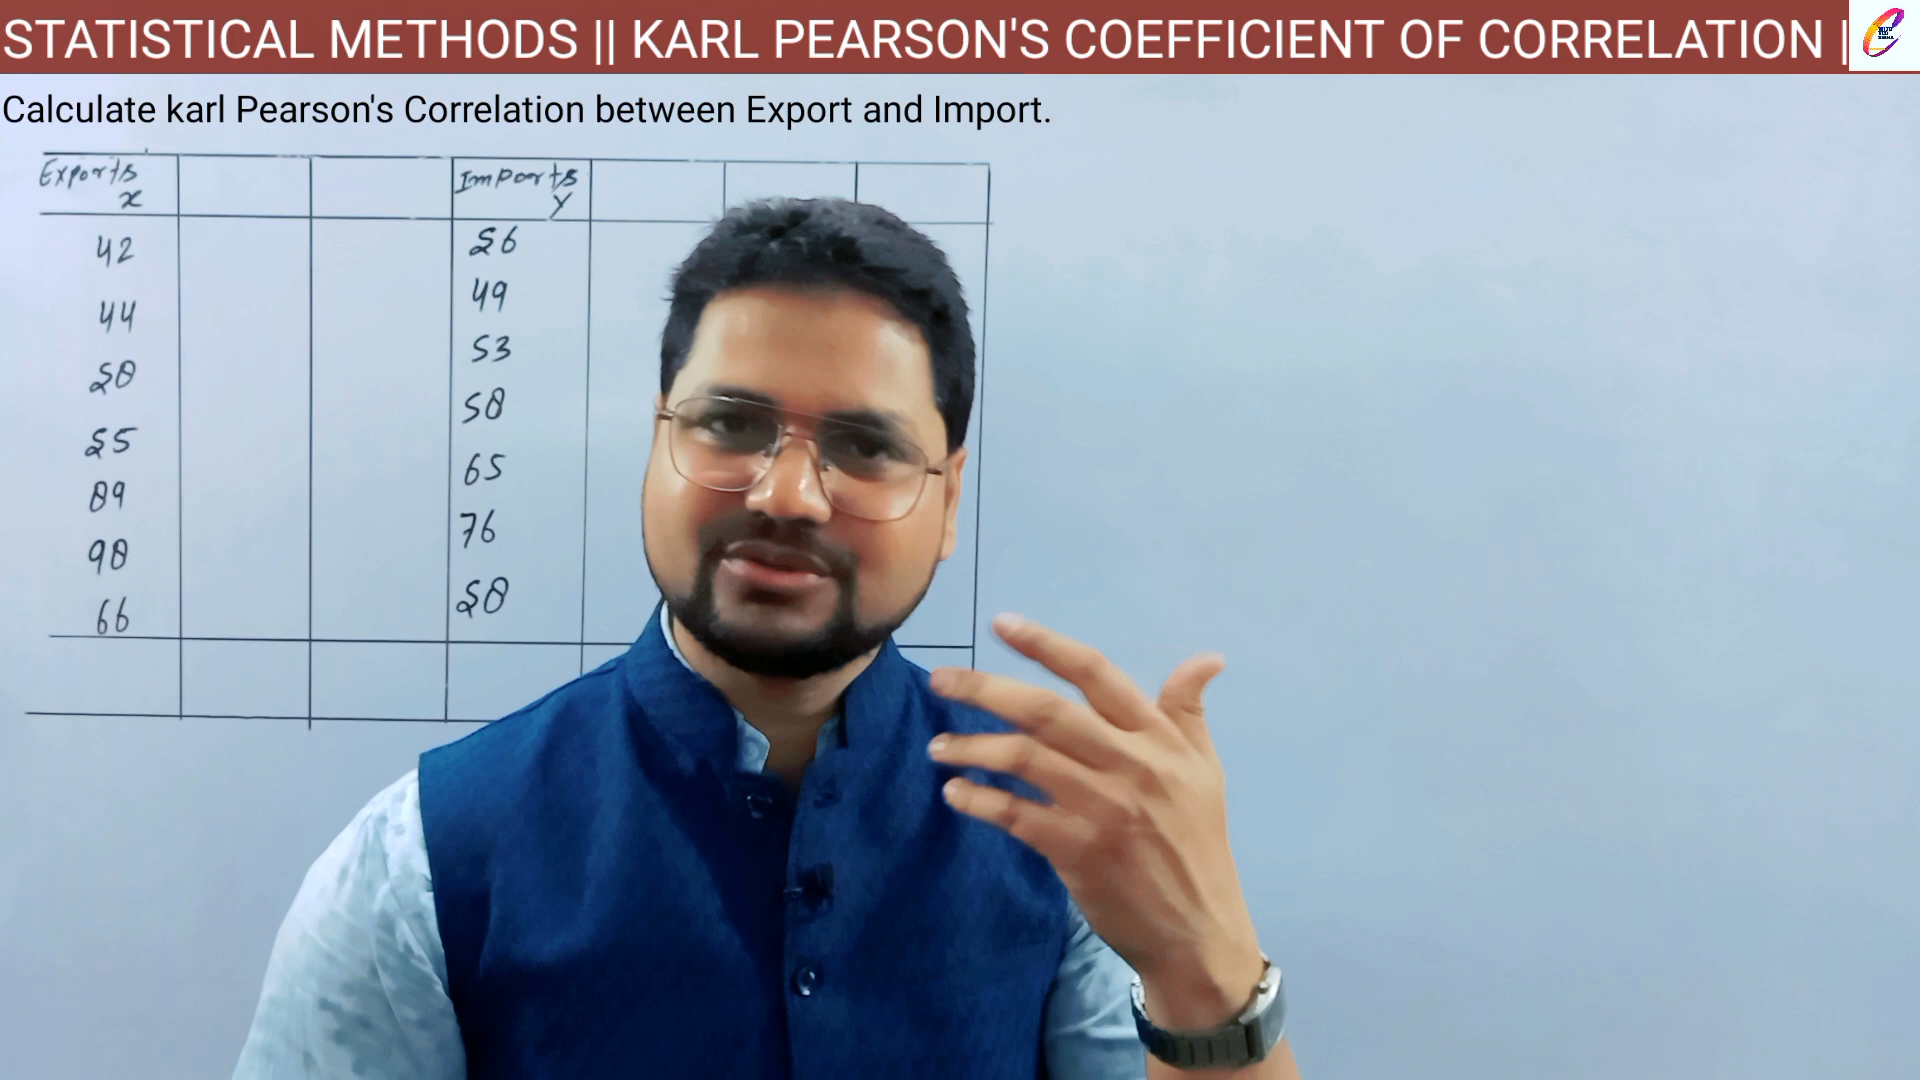 STATISTICAL METHODS || KARL PEARSON'S COEFFICIENT OF CORRELATION |
Calculate karl Pearson's Correlation between Export and Import.
Exports Imports
x y
42 56
44 49
58 53
55 58
89 65
98 76
66 58